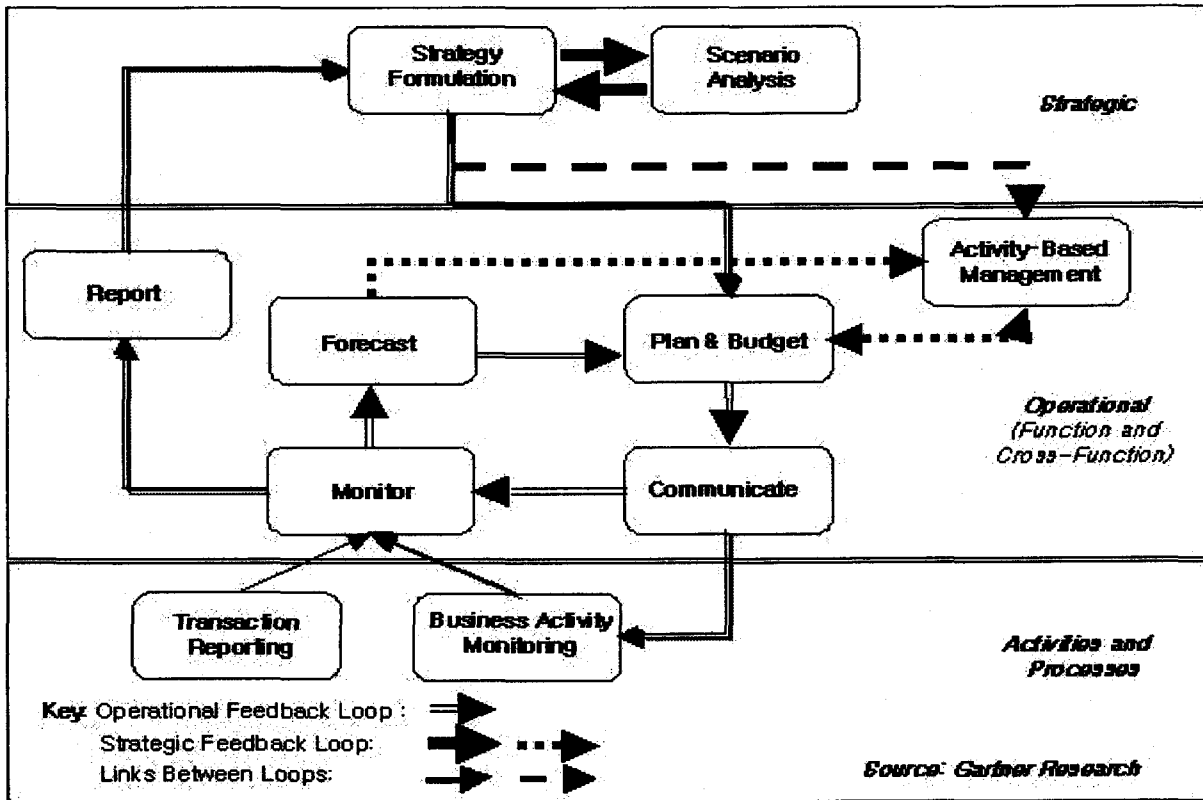 Strategy
Formulation
Scenario
Analysis
Strategic
Activity-Based
Management
Report
Forecast
Plan & Budget
Operational
(Function and
Cross-Function)
Monitor
Communicate
Transaction
Reporting
Business Activity
Monitoring
Activities and
Processes
Key: Operational Feedback Loop :
Strategic Feedback Loop:
Links Between Loops:
Source: Gartner Research